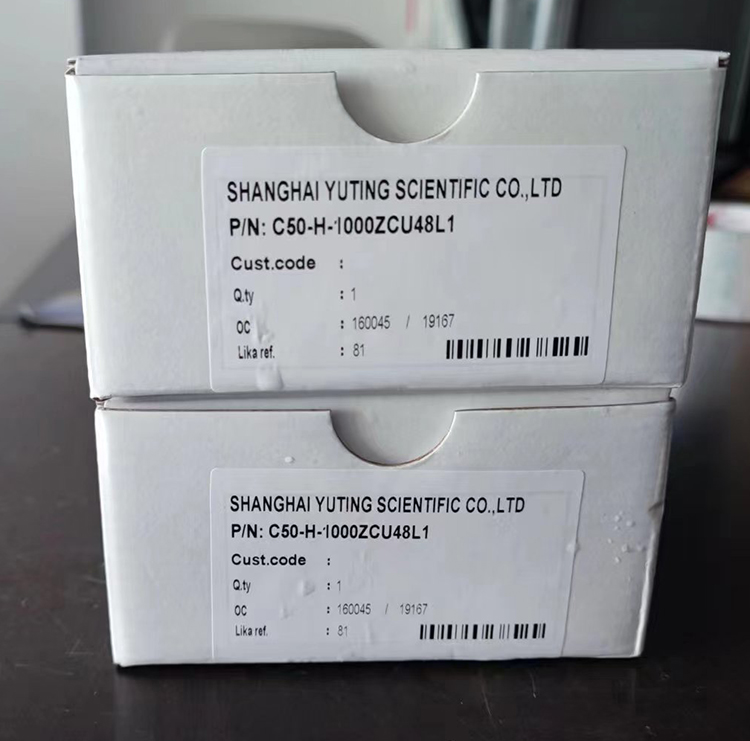 SHANGHAI YUTING SCIENTIFIC CO.,LTD
P/N: C50-H-1000ZCU48L1
Cust.code :
Q.ty : 1
OC : 160045 / 19167
Lika ref. : 81
SHANGHAI YUTING SCIENTIFIC CO.,LTD
P/N: C50-H-1000ZCU48L1
Cust.code :
Q.ty : 1
OC : 160045 / 19167
Lika ref. : 81